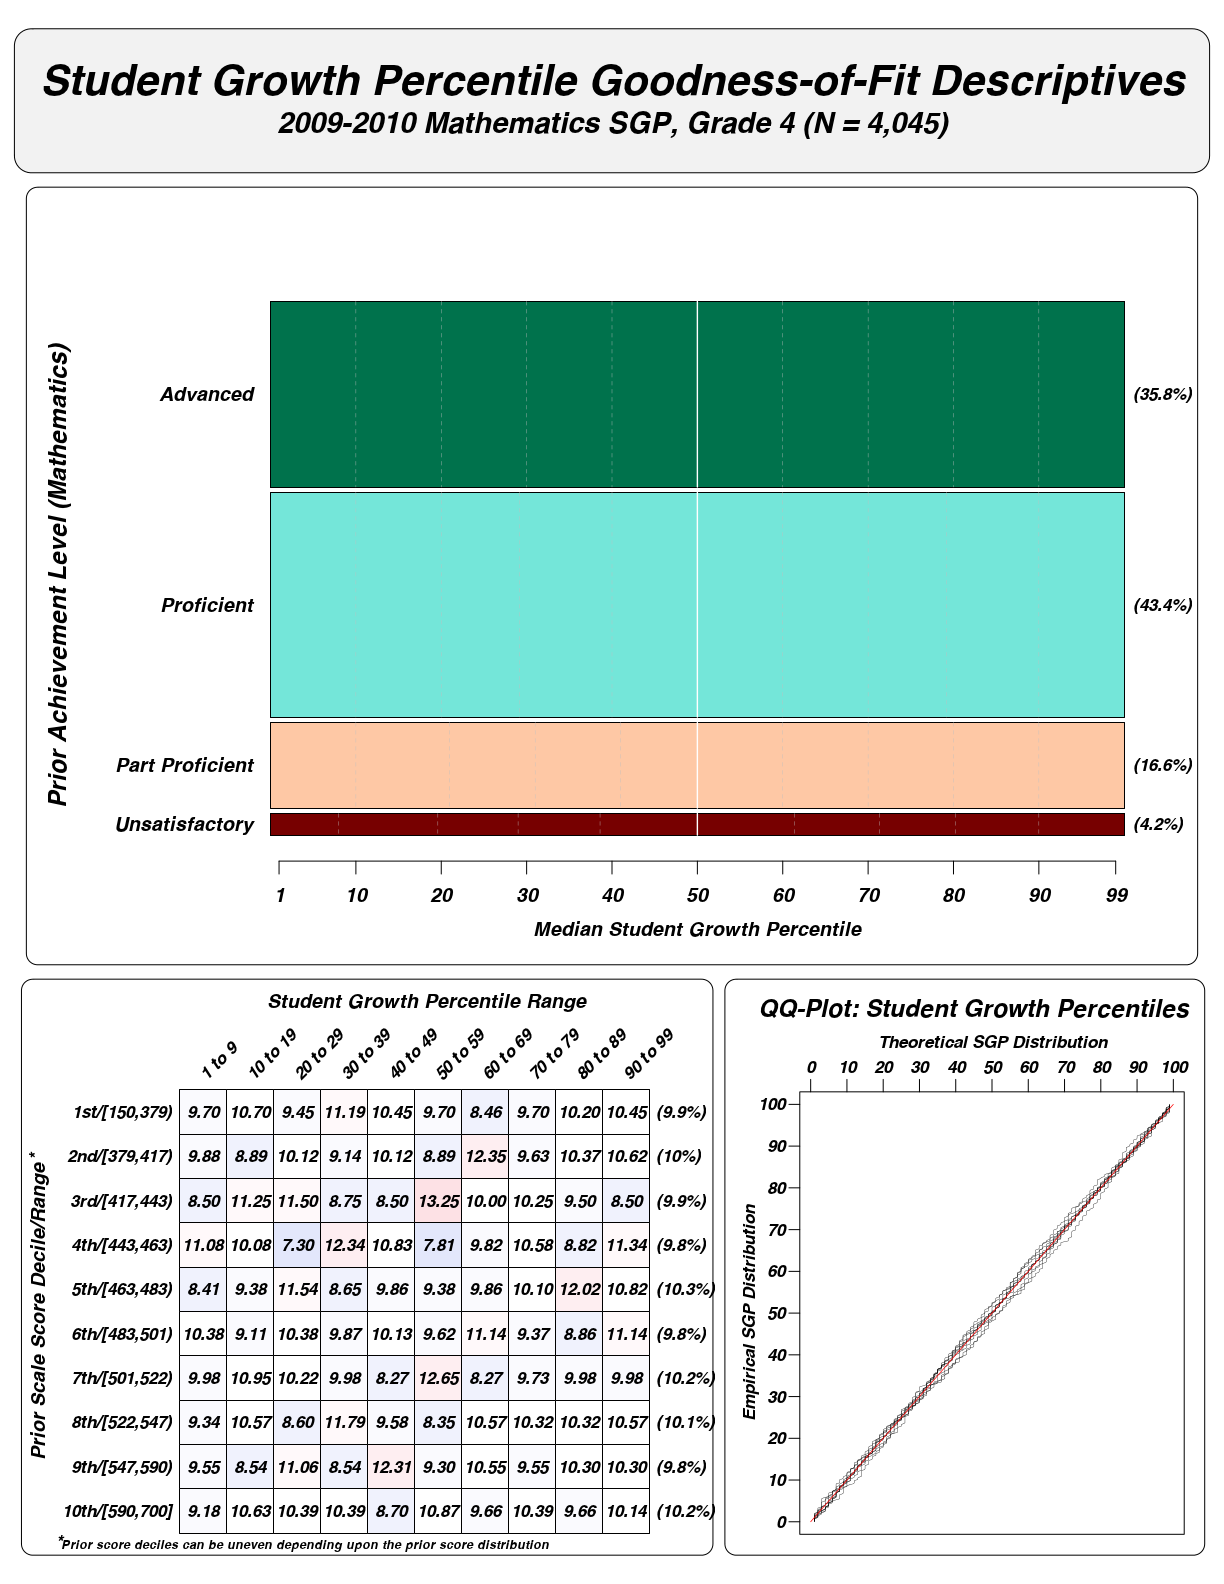 Student Growth Percentile Goodness-of-Fit Descriptives
2009-2010 Mathematics SGP, Grade 4 (N = 4,045)
Prior Achievement Level (Mathematics)
Advanced (35.8%)
Proficient (43.4%)
Part Proficient (16.6%)
Unsatisfactory (4.2%)
1 10 20 30 40 50 60 70 80 90 99
Median Student Growth Percentile
Student Growth Percentile Range
1 to 9 10 to 19 20 to 29 30 to 39 40 to 49 50 to 59 60 to 69 70 to 79 80 to 89 90 to 99
Prior Scale Score Decile/Range*
1st/[150,379) 9.70 10.70 9.45 11.19 10.45 9.70 8.46 9.70 10.20 10.45 (9.9%)
2nd/[379,417) 9.88 8.89 10.12 9.14 10.12 8.89 12.35 9.63 10.37 10.62 (10%)
3rd/[417,443) 8.50 11.25 11.50 8.75 8.50 13.25 10.00 10.25 9.50 8.50 (9.9%)
4th/[443,463) 11.08 10.08 7.30 12.34 10.83 7.81 9.82 10.58 8.82 11.34 (9.8%)
5th/[463,483) 8.41 9.38 11.54 8.65 9.86 9.38 9.86 10.10 12.02 10.82 (10.3%)
6th/[483,501) 10.38 9.11 10.38 9.87 10.13 9.62 11.14 9.37 8.86 11.14 (9.8%)
7th/[501,522) 9.98 10.95 10.22 9.98 8.27 12.65 8.27 9.73 9.98 9.98 (10.2%)
8th/[522,547) 9.34 10.57 8.60 11.79 9.58 8.35 10.57 10.32 10.32 10.57 (10.1%)
9th/[547,590) 9.55 8.54 11.06 8.54 12.31 9.30 10.55 9.55 10.30 10.30 (9.8%)
10th/[590,700] 9.18 10.63 10.39 10.39 8.70 10.87 9.66 10.39 9.66 10.14 (10.2%)
*Prior score deciles can be uneven depending upon the prior score distribution
QQ-Plot: Student Growth Percentiles
Theoretical SGP Distribution
0 10 20 30 40 50 60 70 80 90 100
Empirical SGP Distribution
100
90
80
70
60
50
40
30
20
10
0